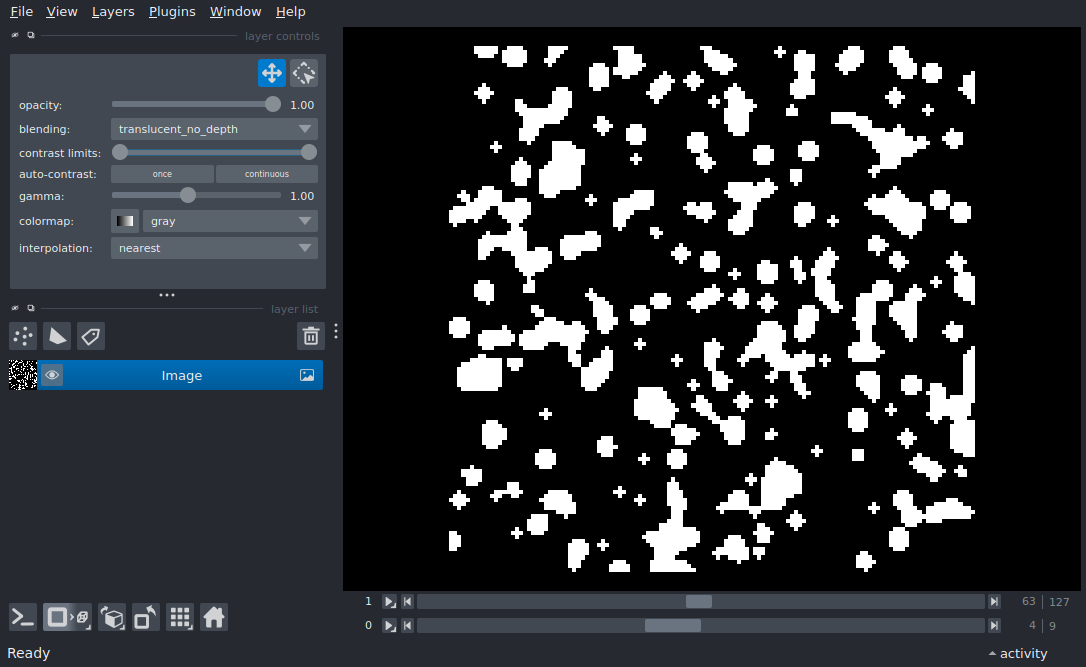 File View Layers Plugins Window Help
layer controls
opacity: 1.00
blending: translucent_no_depth
contrast limits:
auto-contrast: once continuous
gamma: 1.00
colormap: gray
interpolation: nearest
layer list
Image
1 63 127
0 4 9
Ready activity